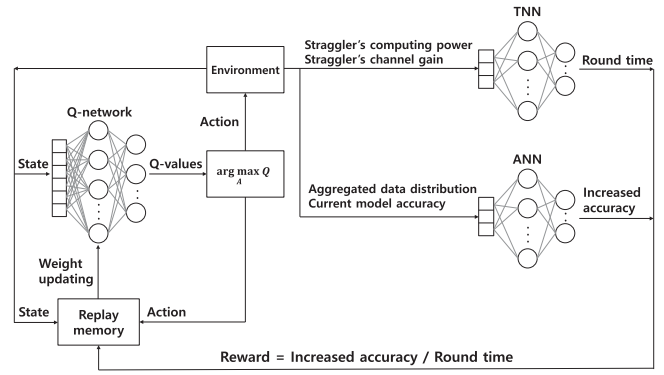 TNN
Straggler's computing power
Straggler's channel gain
Round time
Environment
Q-network
Action
State
Q-values
arg max Q
A
ANN
Aggregated data distribution
Current model accuracy
Increased
accuracy
Weight
updating
State
Replay
memory
Action
Reward = Increased accuracy / Round time